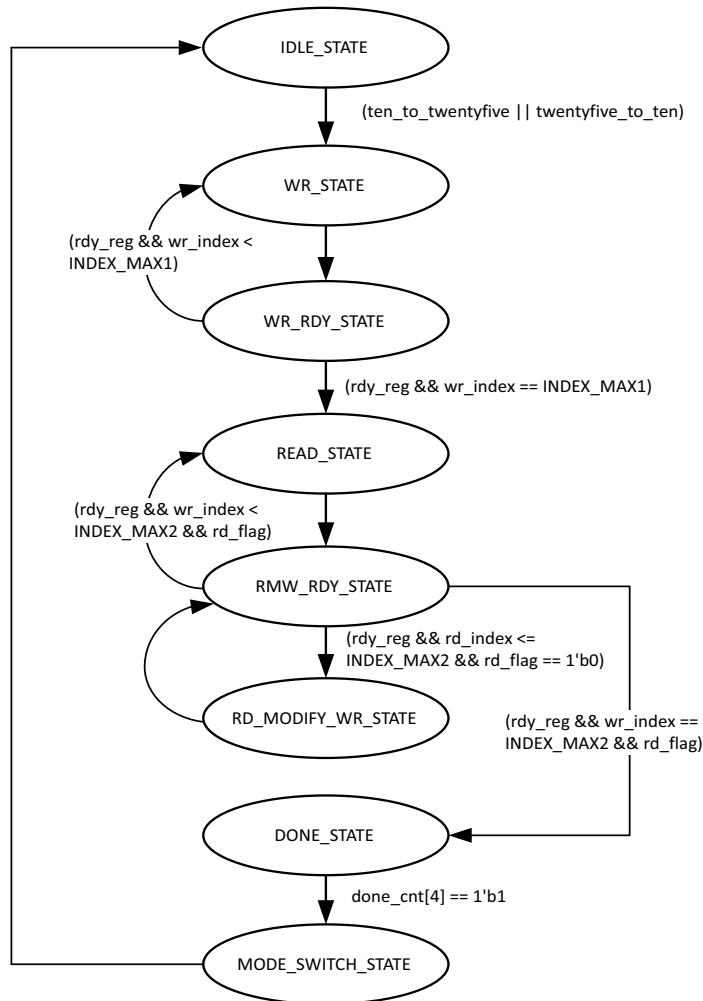 IDLE_STATE
(ten_to_twentyfive || twentyfive_to_ten)
WR_STATE
(rdy_reg && wr_index <
INDEX_MAX1)
WR_RDY_STATE
(rdy_reg && wr_index == INDEX_MAX1)
READ_STATE
(rdy_reg && wr_index <
INDEX_MAX2 && rd_flag)
RMW_RDY_STATE
(rdy_reg && rd_index <=
INDEX_MAX2 && rd_flag == 1'b0)
RD_MODIFY_WR_STATE
(rdy_reg && wr_index ==
INDEX_MAX2 && rd_flag)
DONE_STATE
done_cnt[4] == 1'b1
MODE_SWITCH_STATE